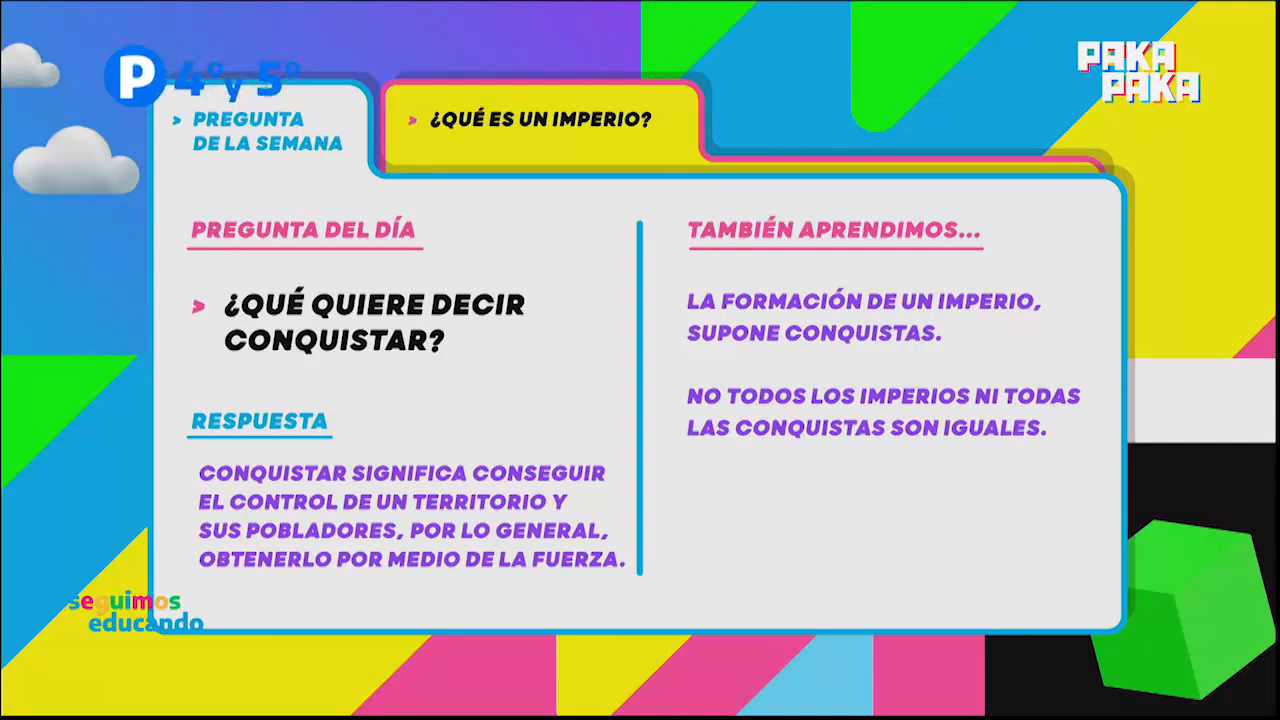 P 4º y 5º
PAKA
PAKA
> PREGUNTA
DE LA SEMANA
> ¿QUÉ ES UN IMPERIO?
PREGUNTA DEL DÍA
> ¿QUÉ QUIERE DECIR
CONQUISTAR?
RESPUESTA
CONQUISTAR SIGNIFICA CONSEGUIR
EL CONTROL DE UN TERRITORIO Y
SUS POBLADORES, POR LO GENERAL,
OBTENERLO POR MEDIO DE LA FUERZA.
TAMBIÉN APRENDIMOS...
LA FORMACIÓN DE UN IMPERIO,
SUPONE CONQUISTAS.
NO TODOS LOS IMPERIOS NI TODAS
LAS CONQUISTAS SON IGUALES.
seguimos
educando